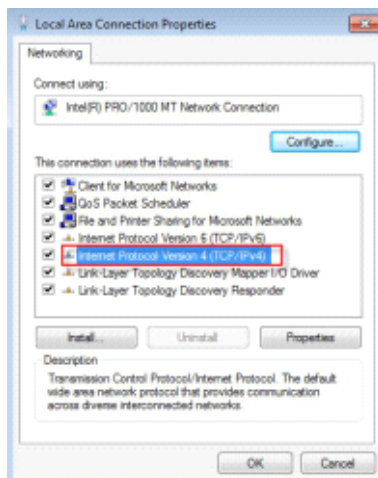 Local Area Connection Properties
Networking
Connect using:
Intel(R) PRO/1000 MT Network Connection
Configure...
This connection uses the following items:
Client for Microsoft Networks
QoS Packet Scheduler
File and Printer Sharing for Microsoft Networks
Internet Protocol Version 6 (TCP/IPv6)
Internet Protocol Version 4 (TCP/IPv4)
Link-Layer Topology Discovery Mapper I/O Driver
Link-Layer Topology Discovery Responder
Install...
Uninstall
Properties
Description
Transmission Control Protocol/Internet Protocol. The default
wide area network protocol that provides communication
across diverse interconnected networks.
OK
Cancel